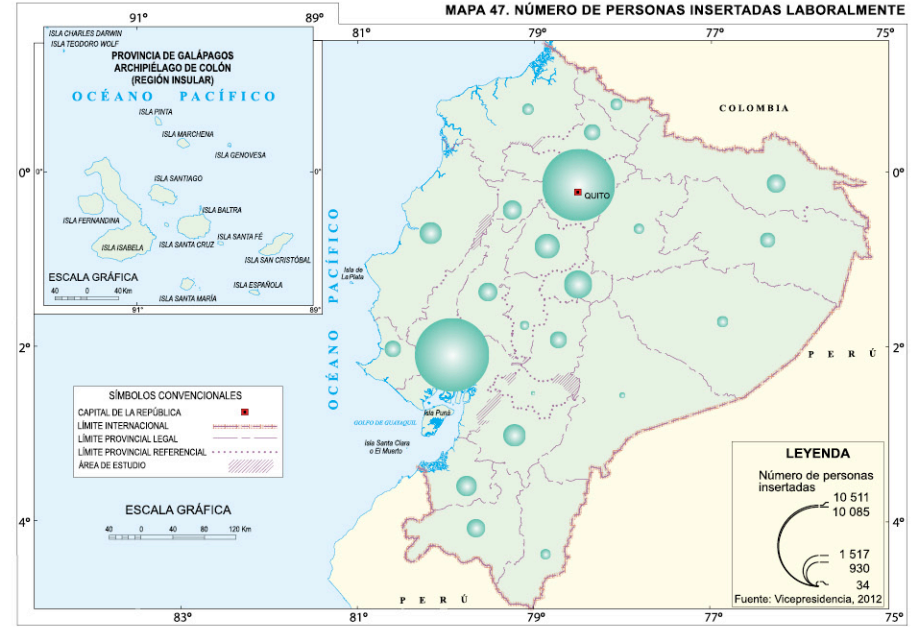 MAPA 47. NÚMERO DE PERSONAS INSERTADAS LABORALMENTE
91º
89º
81º
79º
77º
75º
ISLA CHARLES DARWIN
ISLA TEODORO WOLF
PROVINCIA DE GALÁPAGOS
ARCHIPIÉLAGO DE COLÓN
(REGIÓN INSULAR)
OCÉANO PACÍFICO
ISLA PINTA
ISLA MARCHENA
ISLA GENOVESA
ISLA SANTIAGO
ISLA BALTRA
ISLA FERNANDINA
ISLA SANTA CRUZ
ISLA SANTA FÉ
ISLA ISABELA
ISLA SAN CRISTÓBAL
ISLA ESPAÑOLA
ISLA SANTA MARÍA
ESCALA GRÁFICA
40 0 40 Km
91º
89º
0º
0º
0º
0º
COLOMBIA
QUITO
OCÉANO PACÍFICO
Isla de
La Plata
2º
2º
PERÚ
GOLFO DE GUAYAQUIL
Isla Puná
Isla Santa Clara
o El Muerto
SÍMBOLOS CONVENCIONALES
CAPITAL DE LA REPÚBLICA
LÍMITE INTERNACIONAL
LÍMITE PROVINCIAL LEGAL
LÍMITE PROVINCIAL REFERENCIAL
ÁREA DE ESTUDIO
ESCALA GRÁFICA
40 0 40 80 120 Km
4º
4º
LEYENDA
Número de personas
insertadas
10 511
10 085
1 517
930
34
Fuente: Vicepresidencia, 2012
PERÚ
83º
81º
79º
77º
75º